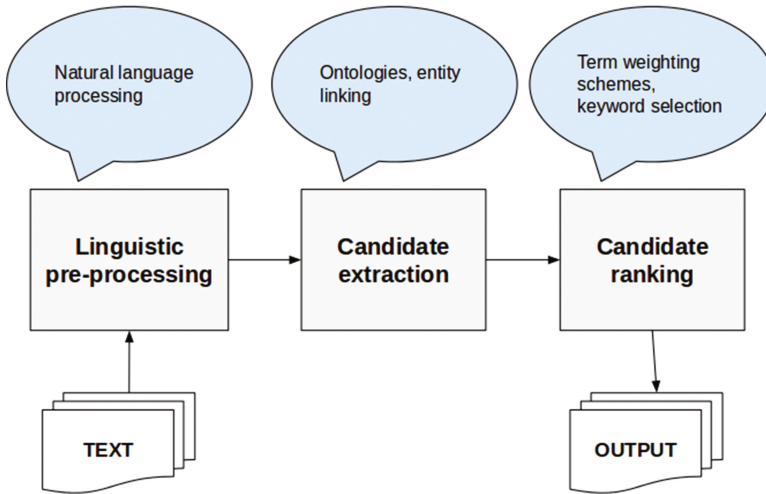 Natural language
processing
Ontologies, entity
linking
Term weighting
schemes,
keyword selection
Linguistic
pre-processing
Candidate
extraction
Candidate
ranking
TEXT
OUTPUT